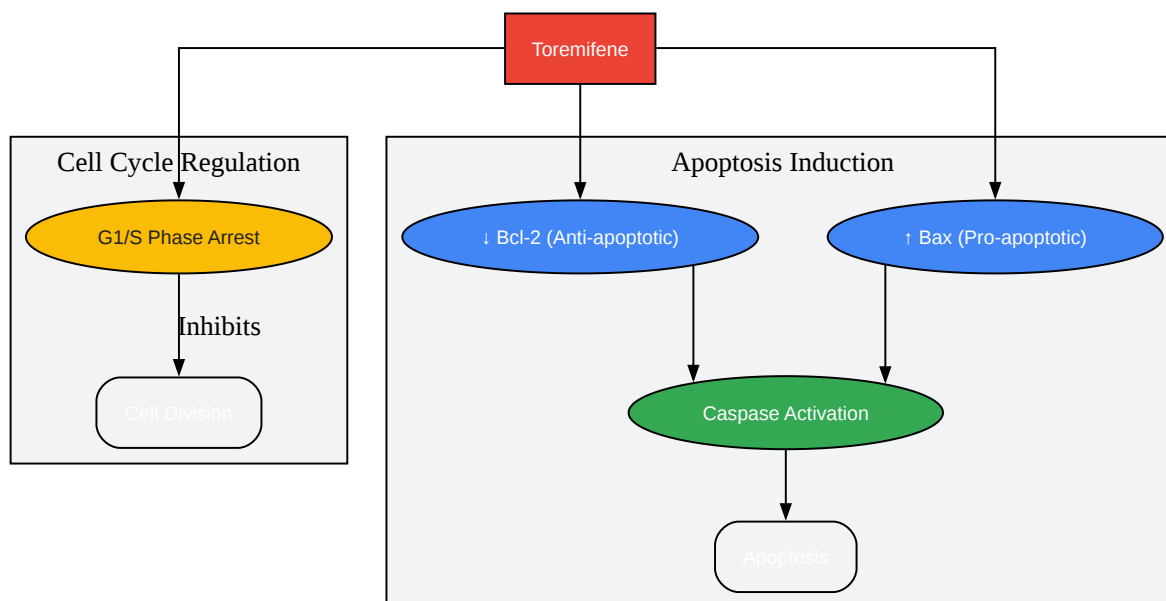 Toremifene
Cell Cycle Regulation
Apoptosis Induction
G1/S Phase Arrest
↓ Bcl-2 (Anti-apoptotic)
↑ Bax (Pro-apoptotic)
Inhibits
Cell Division
Caspase Activation
Apoptosis